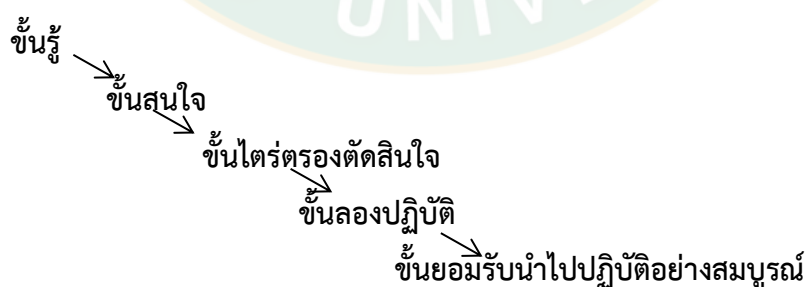 UNIV
ขั้นรู้
ขั้นสนใจ
ขั้นไตร่ตรองตัดสินใจ
ขั้นลองปฏิบัติ
ขั้นยอมรับนำไปปฏิบัติอย่างสมบูรณ์